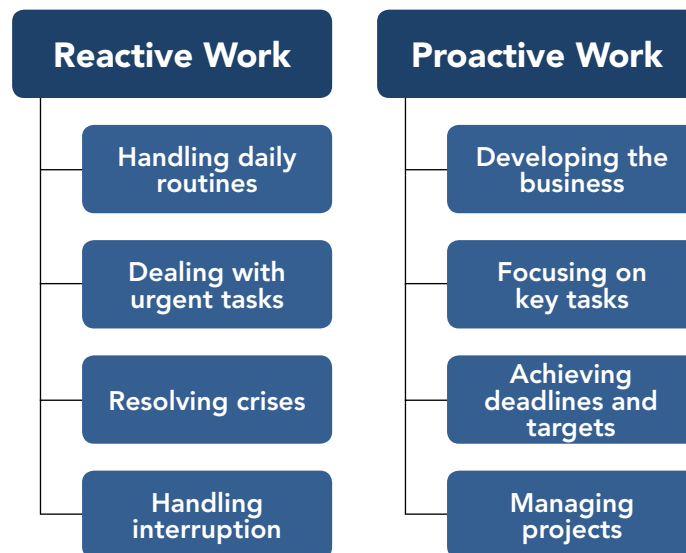 Reactive Work
Handling daily
routines
Dealing with
urgent tasks
Resolving crises
Handling
interruption
Proactive Work
Developing the
business
Focusing on
key tasks
Achieving
deadlines and
targets
Managing
projects